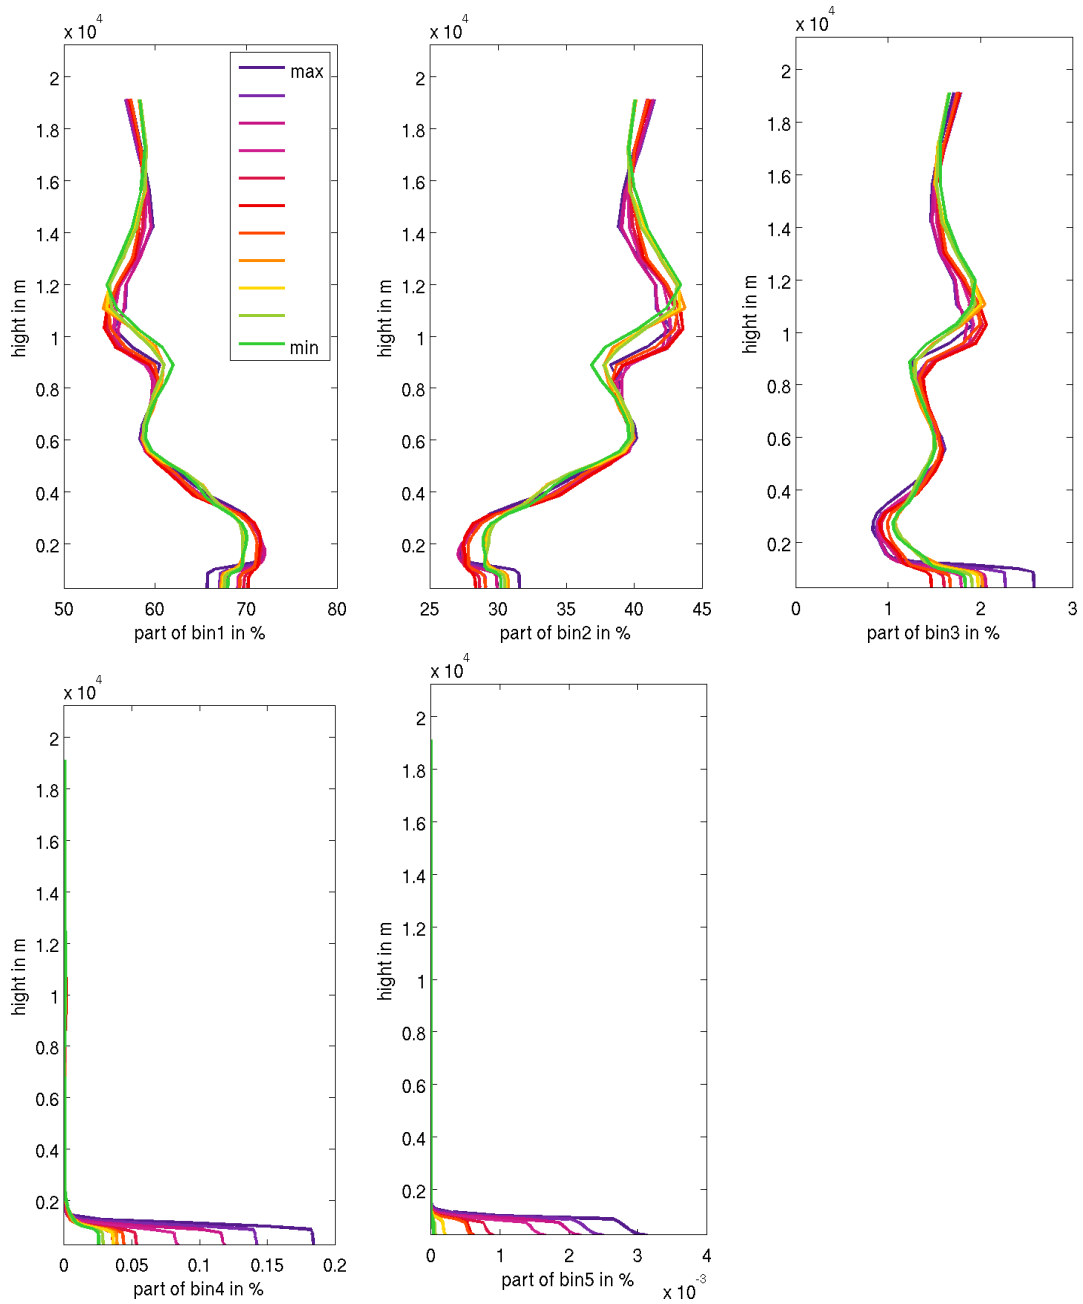 x 10^4 x 10^4 x 10^4
2 2 2
1.8 1.8 1.8
1.6 1.6 1.6
1.4 1.4 1.4
1.2 1.2 1.2
1 1 1
0.8 0.8 0.8
0.6 0.6 0.6
0.4 0.4 0.4
0.2 0.2 0.2
hight in m hight in m hight in m
max
min
50 60 70 80 25 30 35 40 45 0 1 2 3
part of bin1 in % part of bin2 in % part of bin3 in %
x 10^4 x 10^4
2 2
1.8 1.8
1.6 1.6
1.4 1.4
1.2 1.2
1 1
0.8 0.8
0.6 0.6
0.4 0.4
0.2 0.2
hight in m hight in m
0 0.05 0.1 0.15 0.2 0 1 2 3 4
part of bin4 in % part of bin5 in % x 10^-3